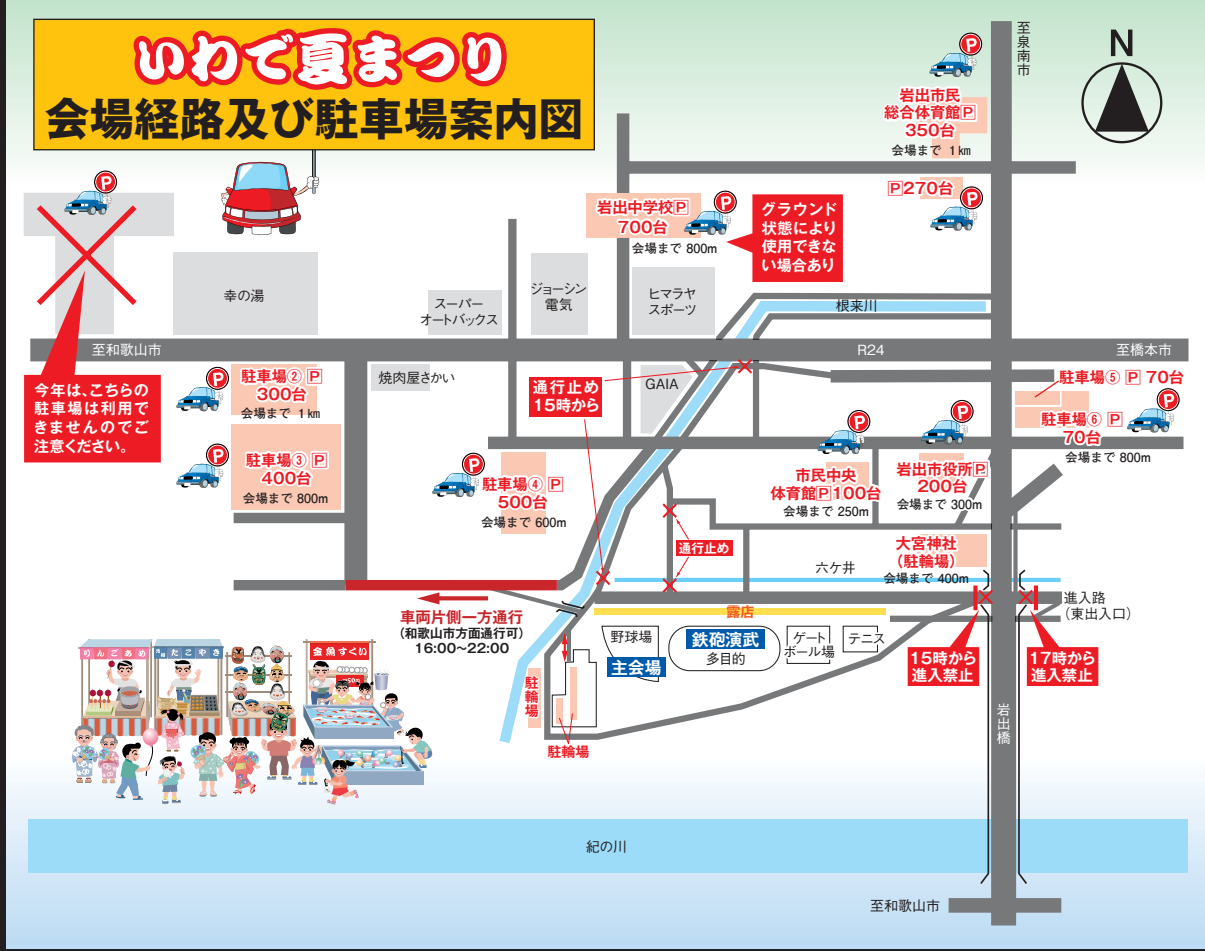 いわで夏まつり
会場経路及び駐車場案内図
N
至泉南市
P
岩出市民
総合体育館P
350台
会場まで 1km
P270台
P
P
岩出中学校P
700台
会場まで 800m
P
グラウンド
状態により
使用できな
い場合あり
幸の湯
スーパー
オートバックス
ジョーシン
電気
ヒマラヤ
スポーツ
根来川
至和歌山市
R24
至橋本市
今年は、こちらの
駐車場は利用で
きませんのでご
注意ください。
P
駐車場② P
300台
会場まで 1km
焼肉屋さかい
通行止め
15時から
GAIA
駐車場⑤ P 70台
P
駐車場⑥ P
70台
会場まで 800m
P
駐車場③ P
400台
会場まで 800m
P
駐車場④ P
500台
会場まで 600m
P
市民中央
体育館P100台
会場まで 250m
P
岩出市役所P
200台
会場まで 300m
通行止め
大宮神社
(駐輪場)
会場まで 400m
六ケ井
車両片側一方通行
(和歌山市方面通行可)
16:00〜22:00
露店
進入路
(東出入口)
野球場
主会場
鉄砲演武
多目的
ゲート
ボール場
テニス
15時から
進入禁止
17時から
進入禁止
駐輪場
駐輪場
岩出橋
りんごあめ
たこやき
金魚すくい
紀の川
至和歌山市